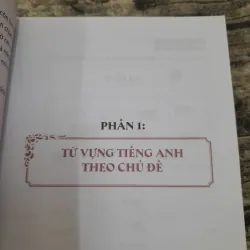 PHẦN 1:
TỪ VỰNG TIẾNG ANH
THEO CHỦ ĐỀ